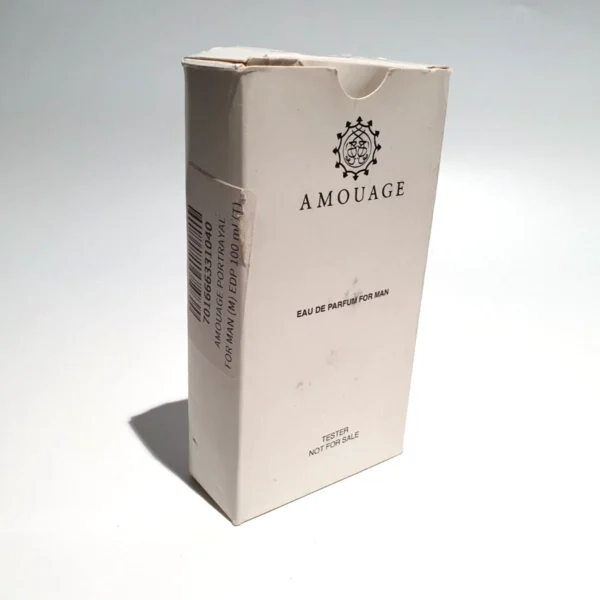 AMOUAGE
EAU DE PARFUM FOR MAN
TESTER
NOT FOR SALE
701666331040
AMOUAGE PORTRAYAL
FOR MAN (M) EDP 100 ml (T)